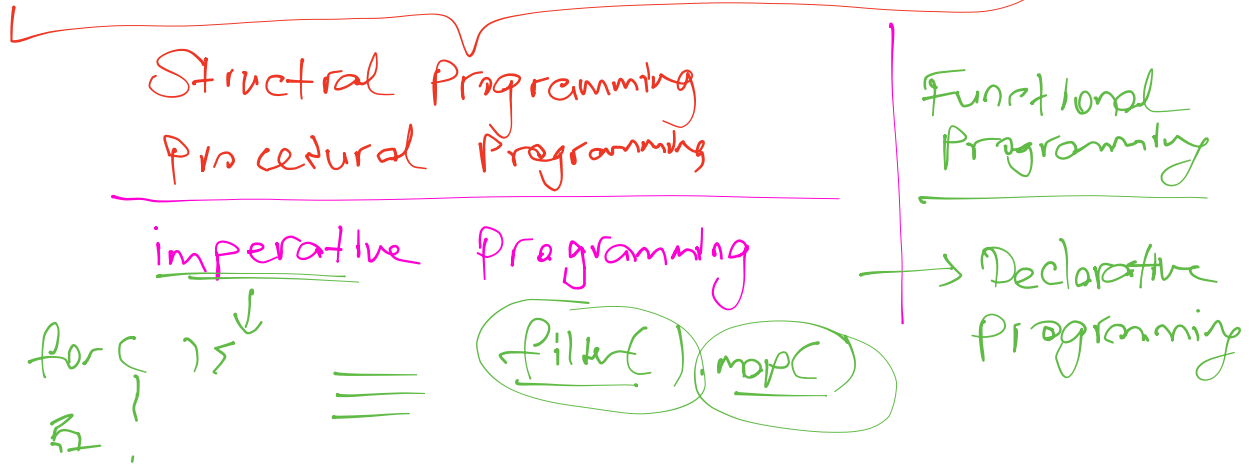 Structral Programming
Procedural Programming
imperative Programming
for( ) {
filter( ).map( )
Functional
Programming
Declarative
Programming